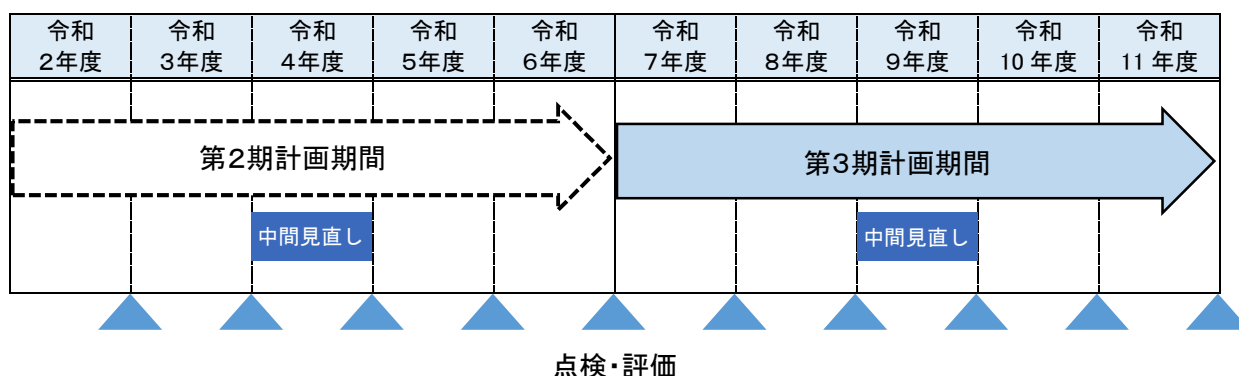 令和 令和 令和 令和 令和 令和 令和 令和 令和 令和
2年度 3年度 4年度 5年度 6年度 7年度 8年度 9年度 10 年度 11 年度
第2期計画期間 第3期計画期間
中間見直し 中間見直し
点検・評価